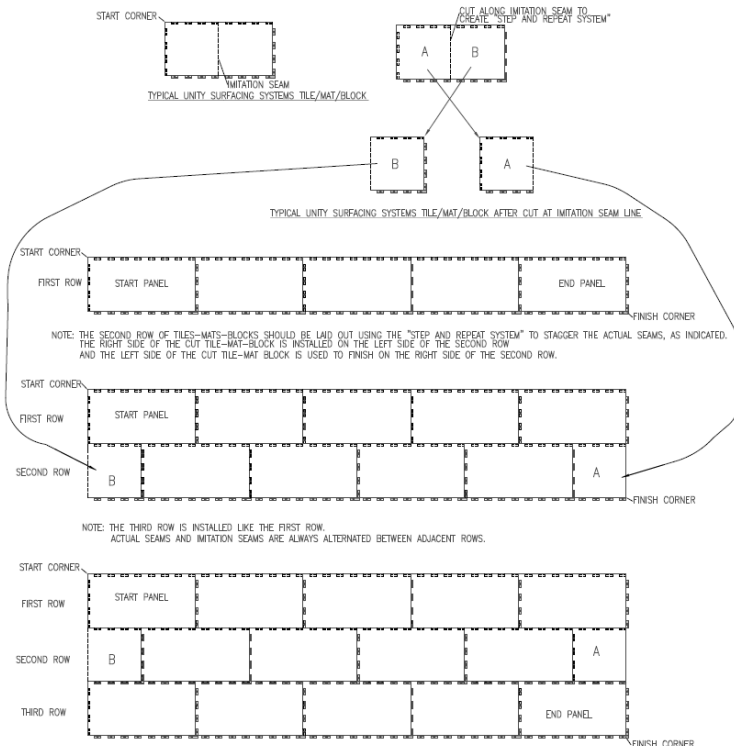 START CORNER
CUT ALONG IMITATION SEAM TO
CREATE "STEP AND REPEAT SYSTEM"
A
B
IMITATION SEAM
TYPICAL UNITY SURFACING SYSTEMS TILE/MAT/BLOCK
B
A
TYPICAL UNITY SURFACING SYSTEMS TILE/MAT/BLOCK AFTER CUT AT IMITATION SEAM LINE
START CORNER
FIRST ROW
START PANEL
END PANEL
FINISH CORNER
NOTE: THE SECOND ROW OF TILES-MATS-BLOCKS SHOULD BE LAID OUT USING THE "STEP AND REPEAT SYSTEM" TO STAGGER THE ACTUAL SEAMS, AS INDICATED.
THE RIGHT SIDE OF THE CUT TILE-MAT-BLOCK IS INSTALLED ON THE LEFT SIDE OF THE SECOND ROW
AND THE LEFT SIDE OF THE CUT TILE-MAT BLOCK IS USED TO FINISH ON THE RIGHT SIDE OF THE SECOND ROW.
START CORNER
FIRST ROW
START PANEL
SECOND ROW
B
A
FINISH CORNER
NOTE: THE THIRD ROW IS INSTALLED LIKE THE FIRST ROW.
ACTUAL SEAMS AND IMITATION SEAMS ARE ALWAYS ALTERNATED BETWEEN ADJACENT ROWS.
START CORNER
FIRST ROW
START PANEL
SECOND ROW
B
A
THIRD ROW
END PANEL
FINISH CORNER